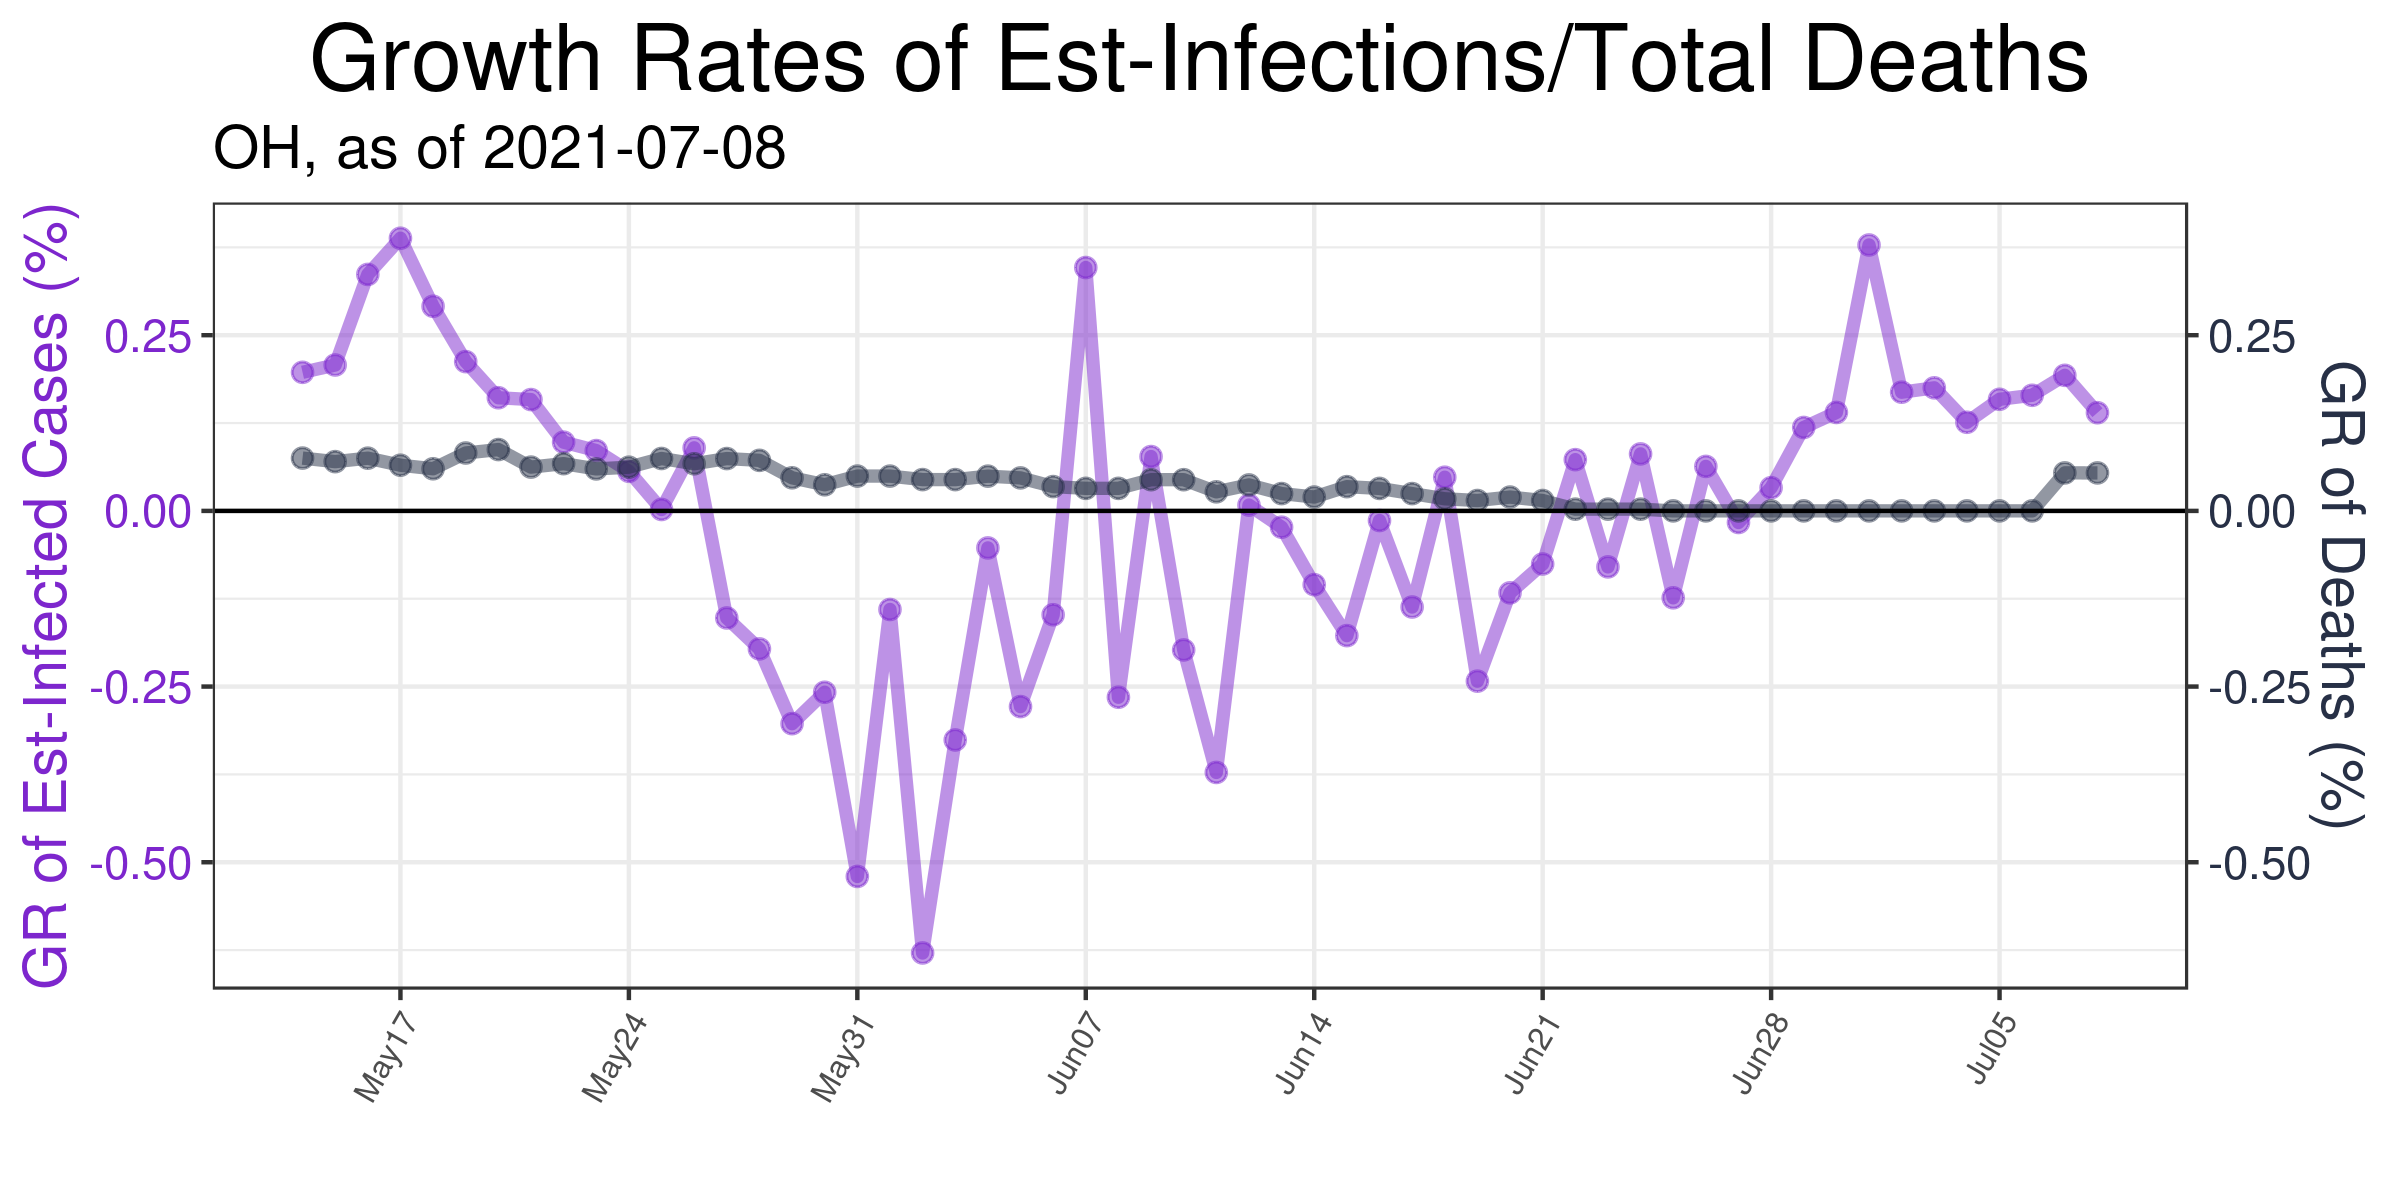 Growth Rates of Est-Infections/Total Deaths
OH, as of 2021-07-08
GR of Est-Infected Cases (%)
0.25
0.00
-0.25
-0.50
0.25
0.00
-0.25
-0.50
GR of Deaths (%)
May17
May24
May31
Jun07
Jun14
Jun21
Jun28
Jul05